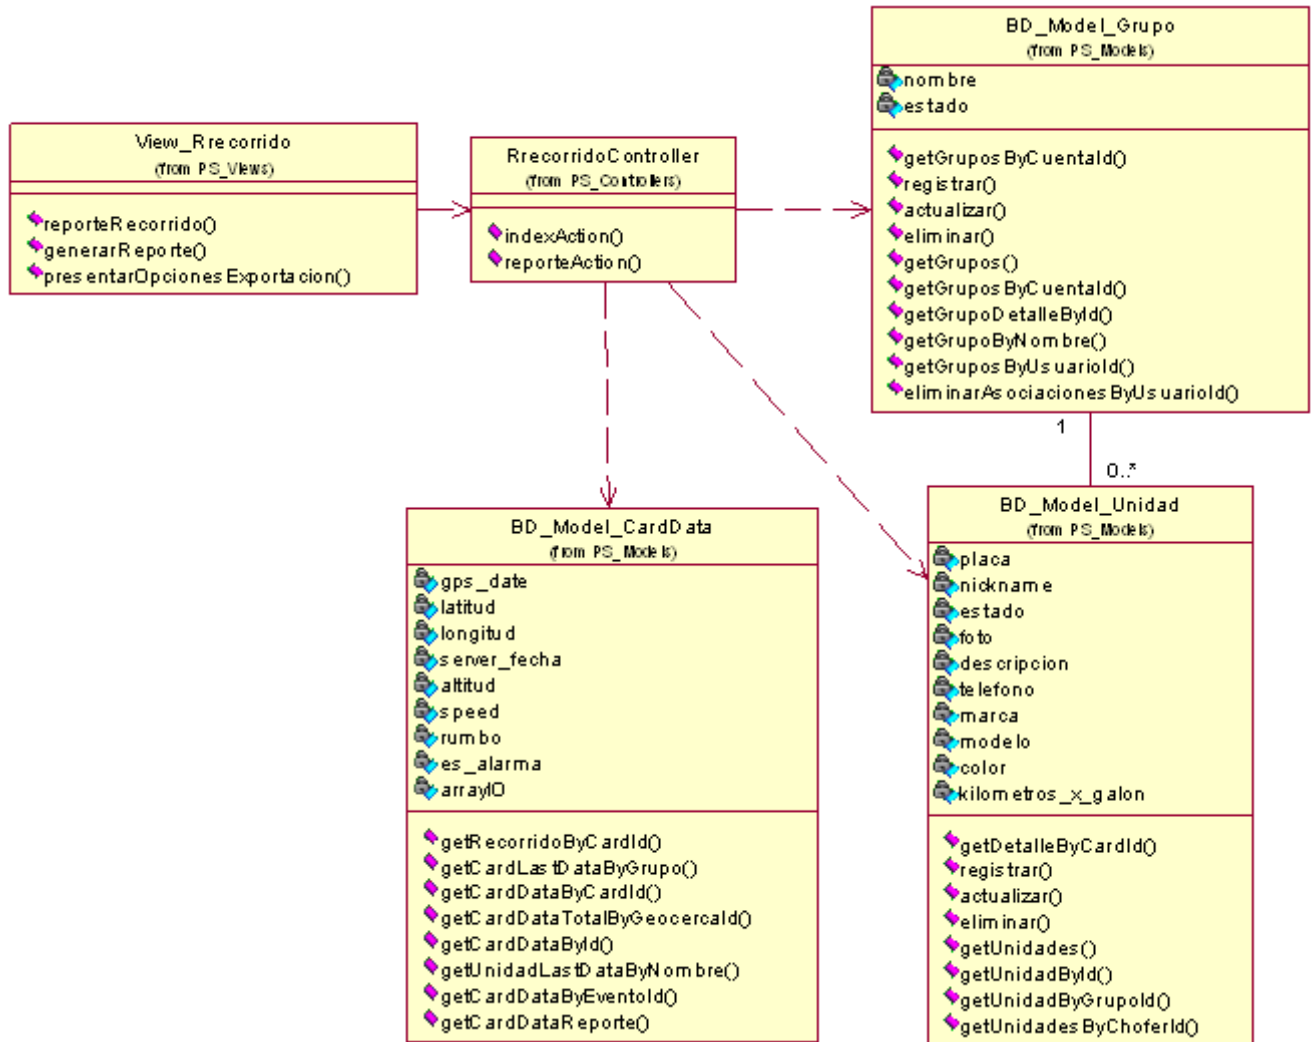 View_Rrecorrido
(from PS_Views)
reporteRecorrido()
generarReporte()
presentarOpcionesExportacion()
RrecorridoController
(from PS_Controllers)
indexAction()
reporteAction()
BD_Model_Grupo
(from PS_Models)
nombre
estado
getGruposByCuentaId()
registrar()
actualizar()
eliminar()
getGrupos()
getGruposByCuentaId()
getGrupoDetalleById()
getGrupoByNombre()
getGruposByUsuarioId()
eliminarAsociacionesByUsuarioId()
1
0..*
BD_Model_CardData
(from PS_Models)
gps_date
latitud
longitud
server_fecha
altitud
speed
rumbo
es_alarma
arrayIO
getRecorridoByCardId()
getCardLastDataByGrupo()
getCardDataByCardId()
getCardDataTotalByGeocercaId()
getCardDataById()
getUnidadLastDataByNombre()
getCardDataByEventoId()
getCardDataReporte()
BD_Model_Unidad
(from PS_Models)
placa
nickname
estado
foto
descripcion
telefono
marca
modelo
color
kilometros_x_galon
getDetalleByCardId()
registrar()
actualizar()
eliminar()
getUnidades()
getUnidadById()
getUnidadByGrupoId()
getUnidadesByChoferId()